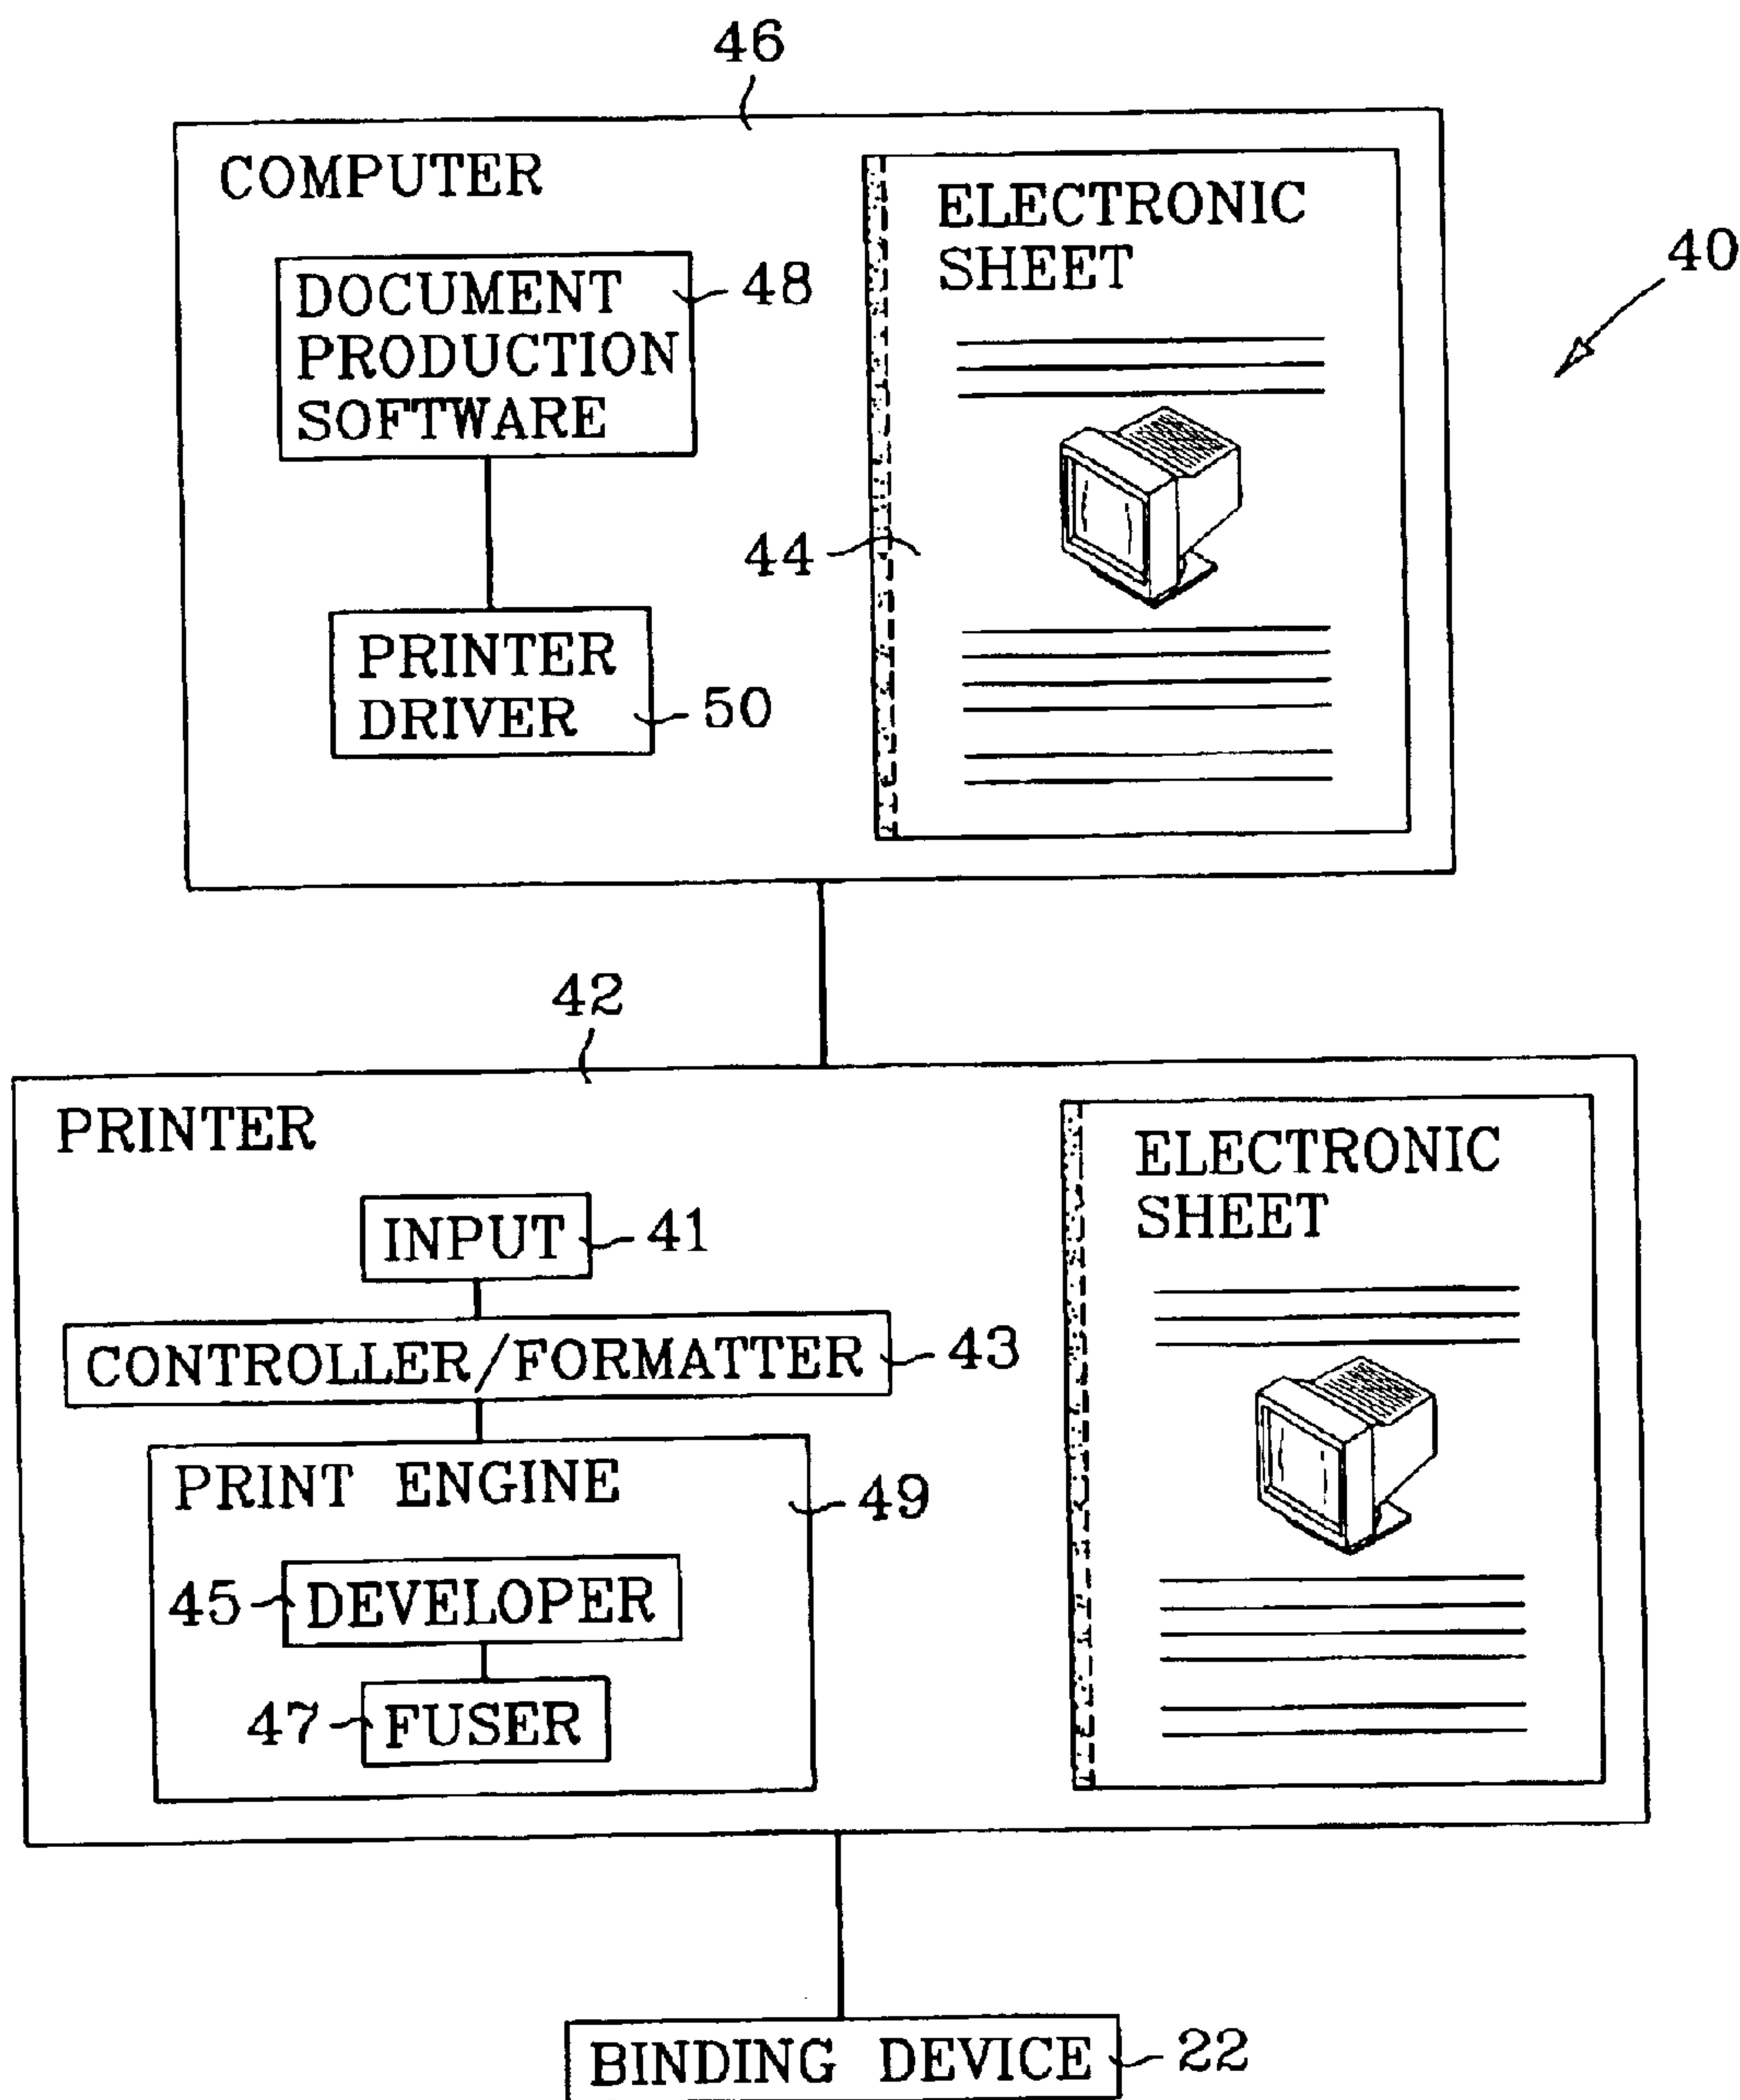 46
COMPUTER
ELECTRONIC
SHEET
40
DOCUMENT
PRODUCTION
SOFTWARE
48
44
PRINTER
DRIVER
50
42
PRINTER
ELECTRONIC
SHEET
INPUT
41
CONTROLLER/FORMATTER
43
PRINT ENGINE
49
45
DEVELOPER
47
FUSER
BINDING DEVICE
22